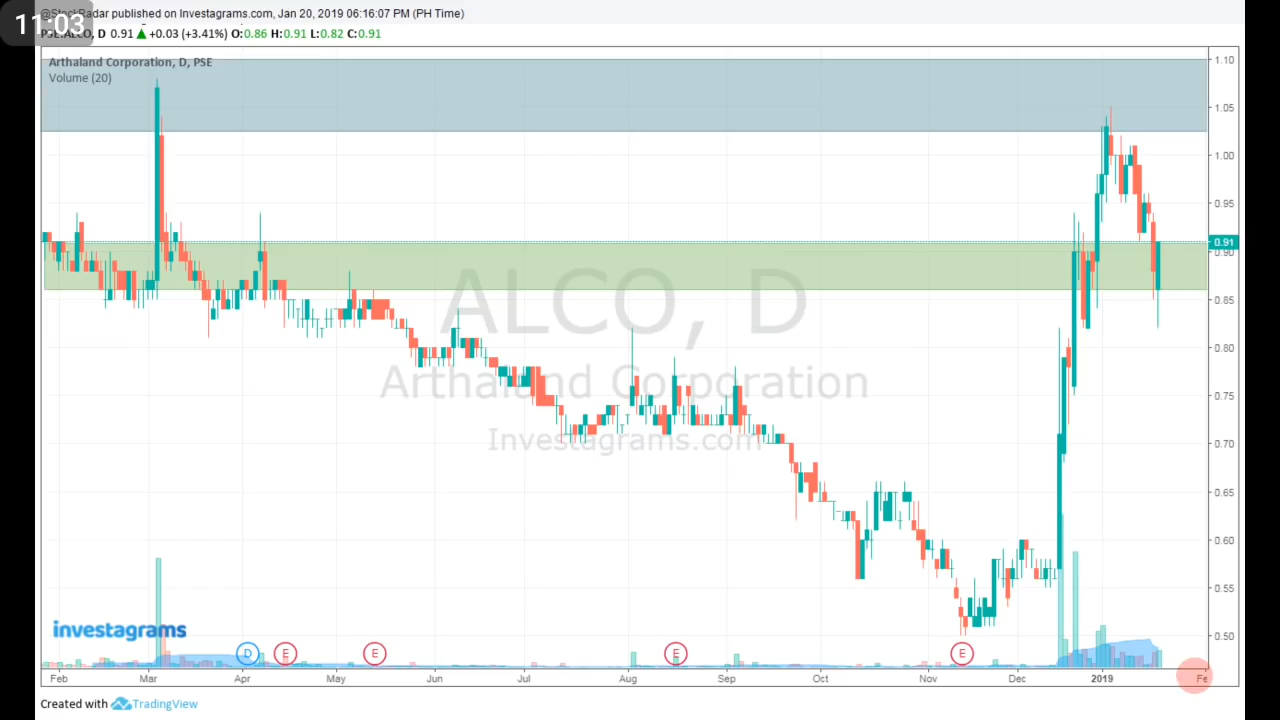 11:03
@StockRadar published on Investagrams.com, Jan 20, 2019 06:16:07 PM (PH Time)
PSE:ALCO, D 0.91 ▲ +0.03 (+3.41%) O:0.86 H:0.91 L:0.82 C:0.91
Arthaland Corporation, D, PSE
Volume (20)
1.10
1.05
1.00
0.95
0.91
0.90
0.85
0.80
0.75
0.70
0.65
0.60
0.55
0.50
ALCO, D
Arthaland Corporation
Investagrams.com
investagrams
D E E E E
Feb Mar Apr May Jun Jul Aug Sep Oct Nov Dec 2019 Fe
Created with TradingView